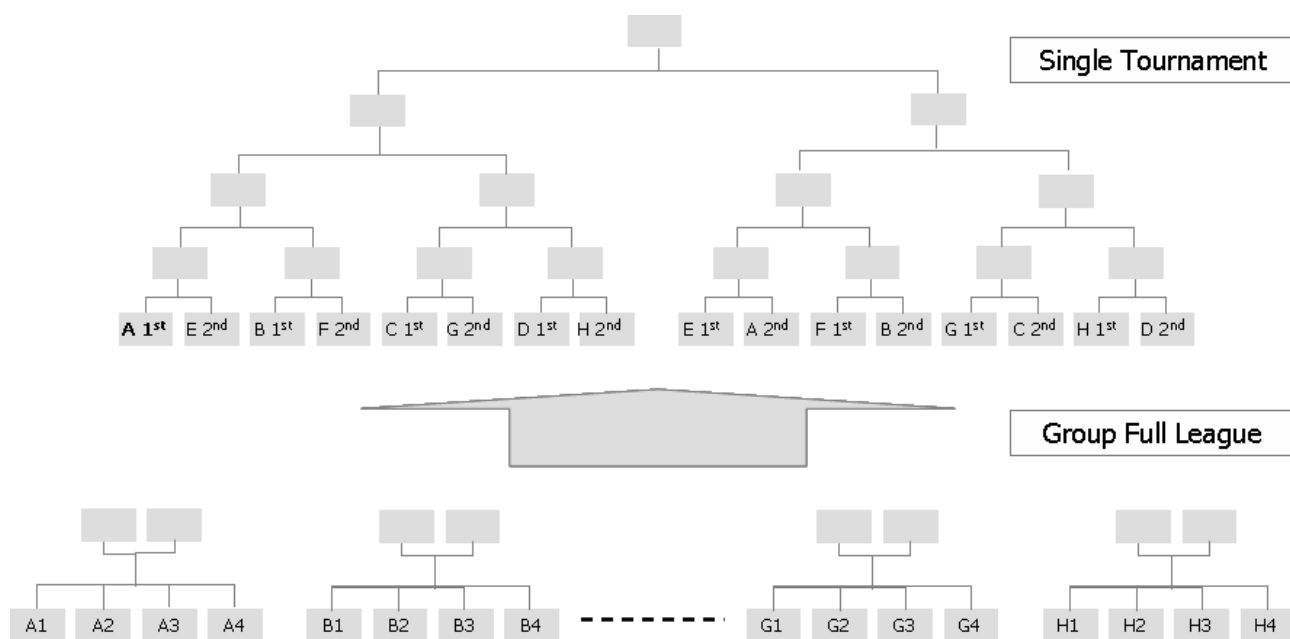 Single Tournament
A 1st E 2nd B 1st F 2nd C 1st G 2nd D 1st H 2nd E 1st A 2nd F 1st B 2nd G 1st C 2nd H 1st D 2nd
Group Full League
A1 A2 A3 A4 B1 B2 B3 B4 G1 G2 G3 G4 H1 H2 H3 H4